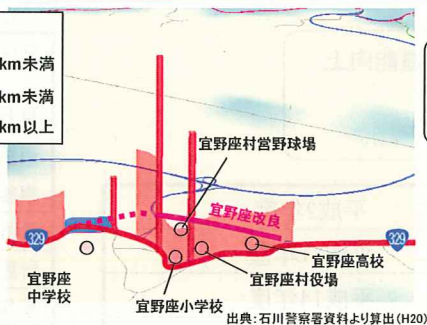 km未満
km未満
km以上
宜野座村営野球場
宜野座改良
329
329
宜野座高校
宜野座
中学校
宜野座村役場
宜野座小学校
出典:石川警察署資料より算出(H20)